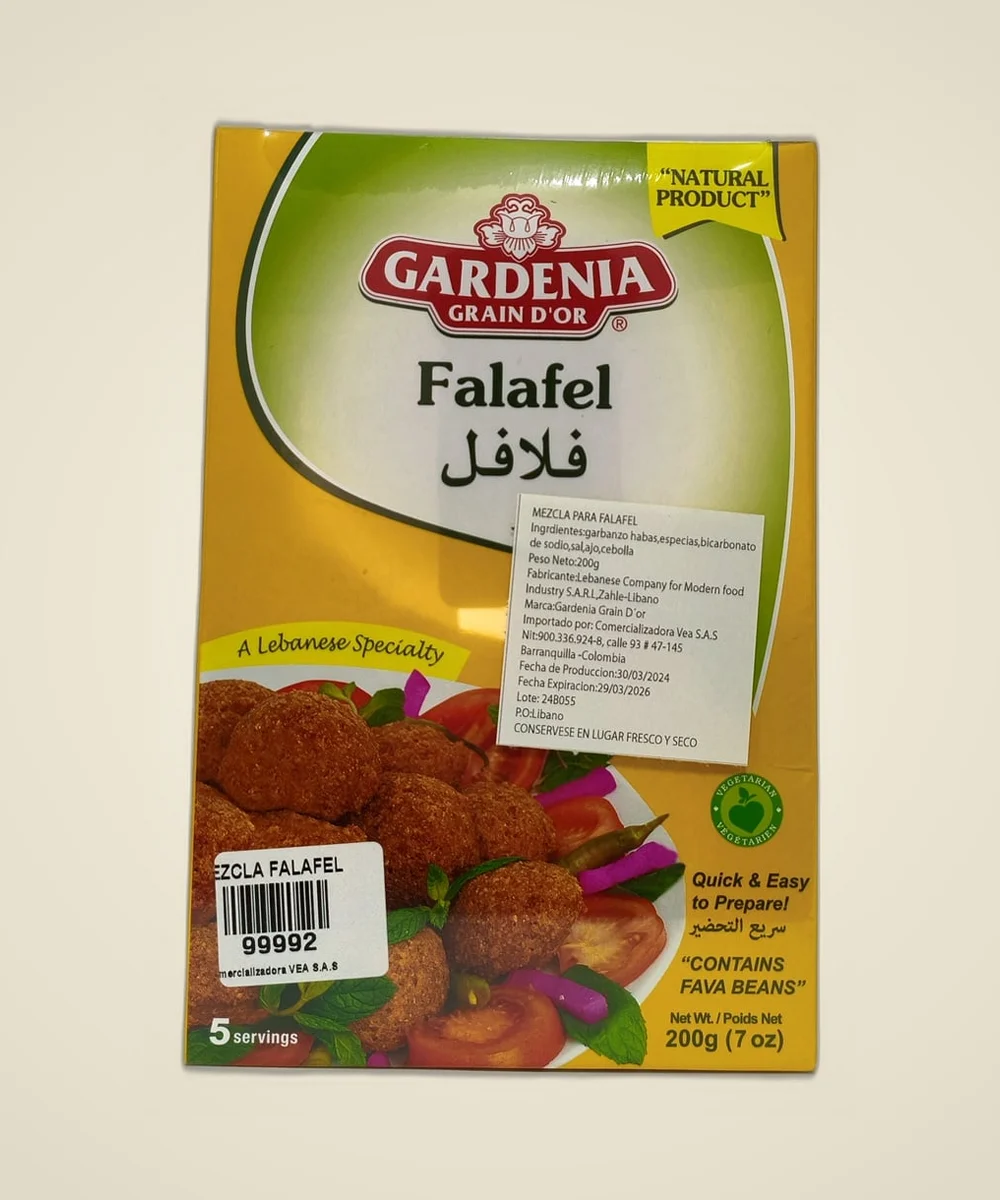 "NATURAL
PRODUCT"
GARDENIA
GRAIN D'OR
®
Falafel
فلافل
MEZCLA PARA FALAFEL
Ingrdientes:garbanzo habas,especias,bicarbonato
de sodio,sal,ajo,cebolla
Peso Neto:200g
Fabricante:Lebanese Company for Modern food
Industry S.A.R.L,Zahle-Libano
Marca:Gardenia Grain D´or
Importado por: Comercializadora Vea S.A.S
Nit:900.336.924-8, calle 93 # 47-145
Barranquilla -Colombia
Fecha de Produccion:30/03/2024
Fecha Expiracion:29/03/2026
Lote: 24B055
P.O:Libano
CONSERVESE EN LUGAR FRESCO Y SECO
A Lebanese Specialty
VEGETARIAN
VEGETARIEN
EZCLA FALAFEL
99992
mercializadora VEA S.A.S
Quick & Easy
to Prepare!
سريع التحضير
"CONTAINS
FAVA BEANS"
Net Wt. / Poids Net
200g (7 oz)
5 servings